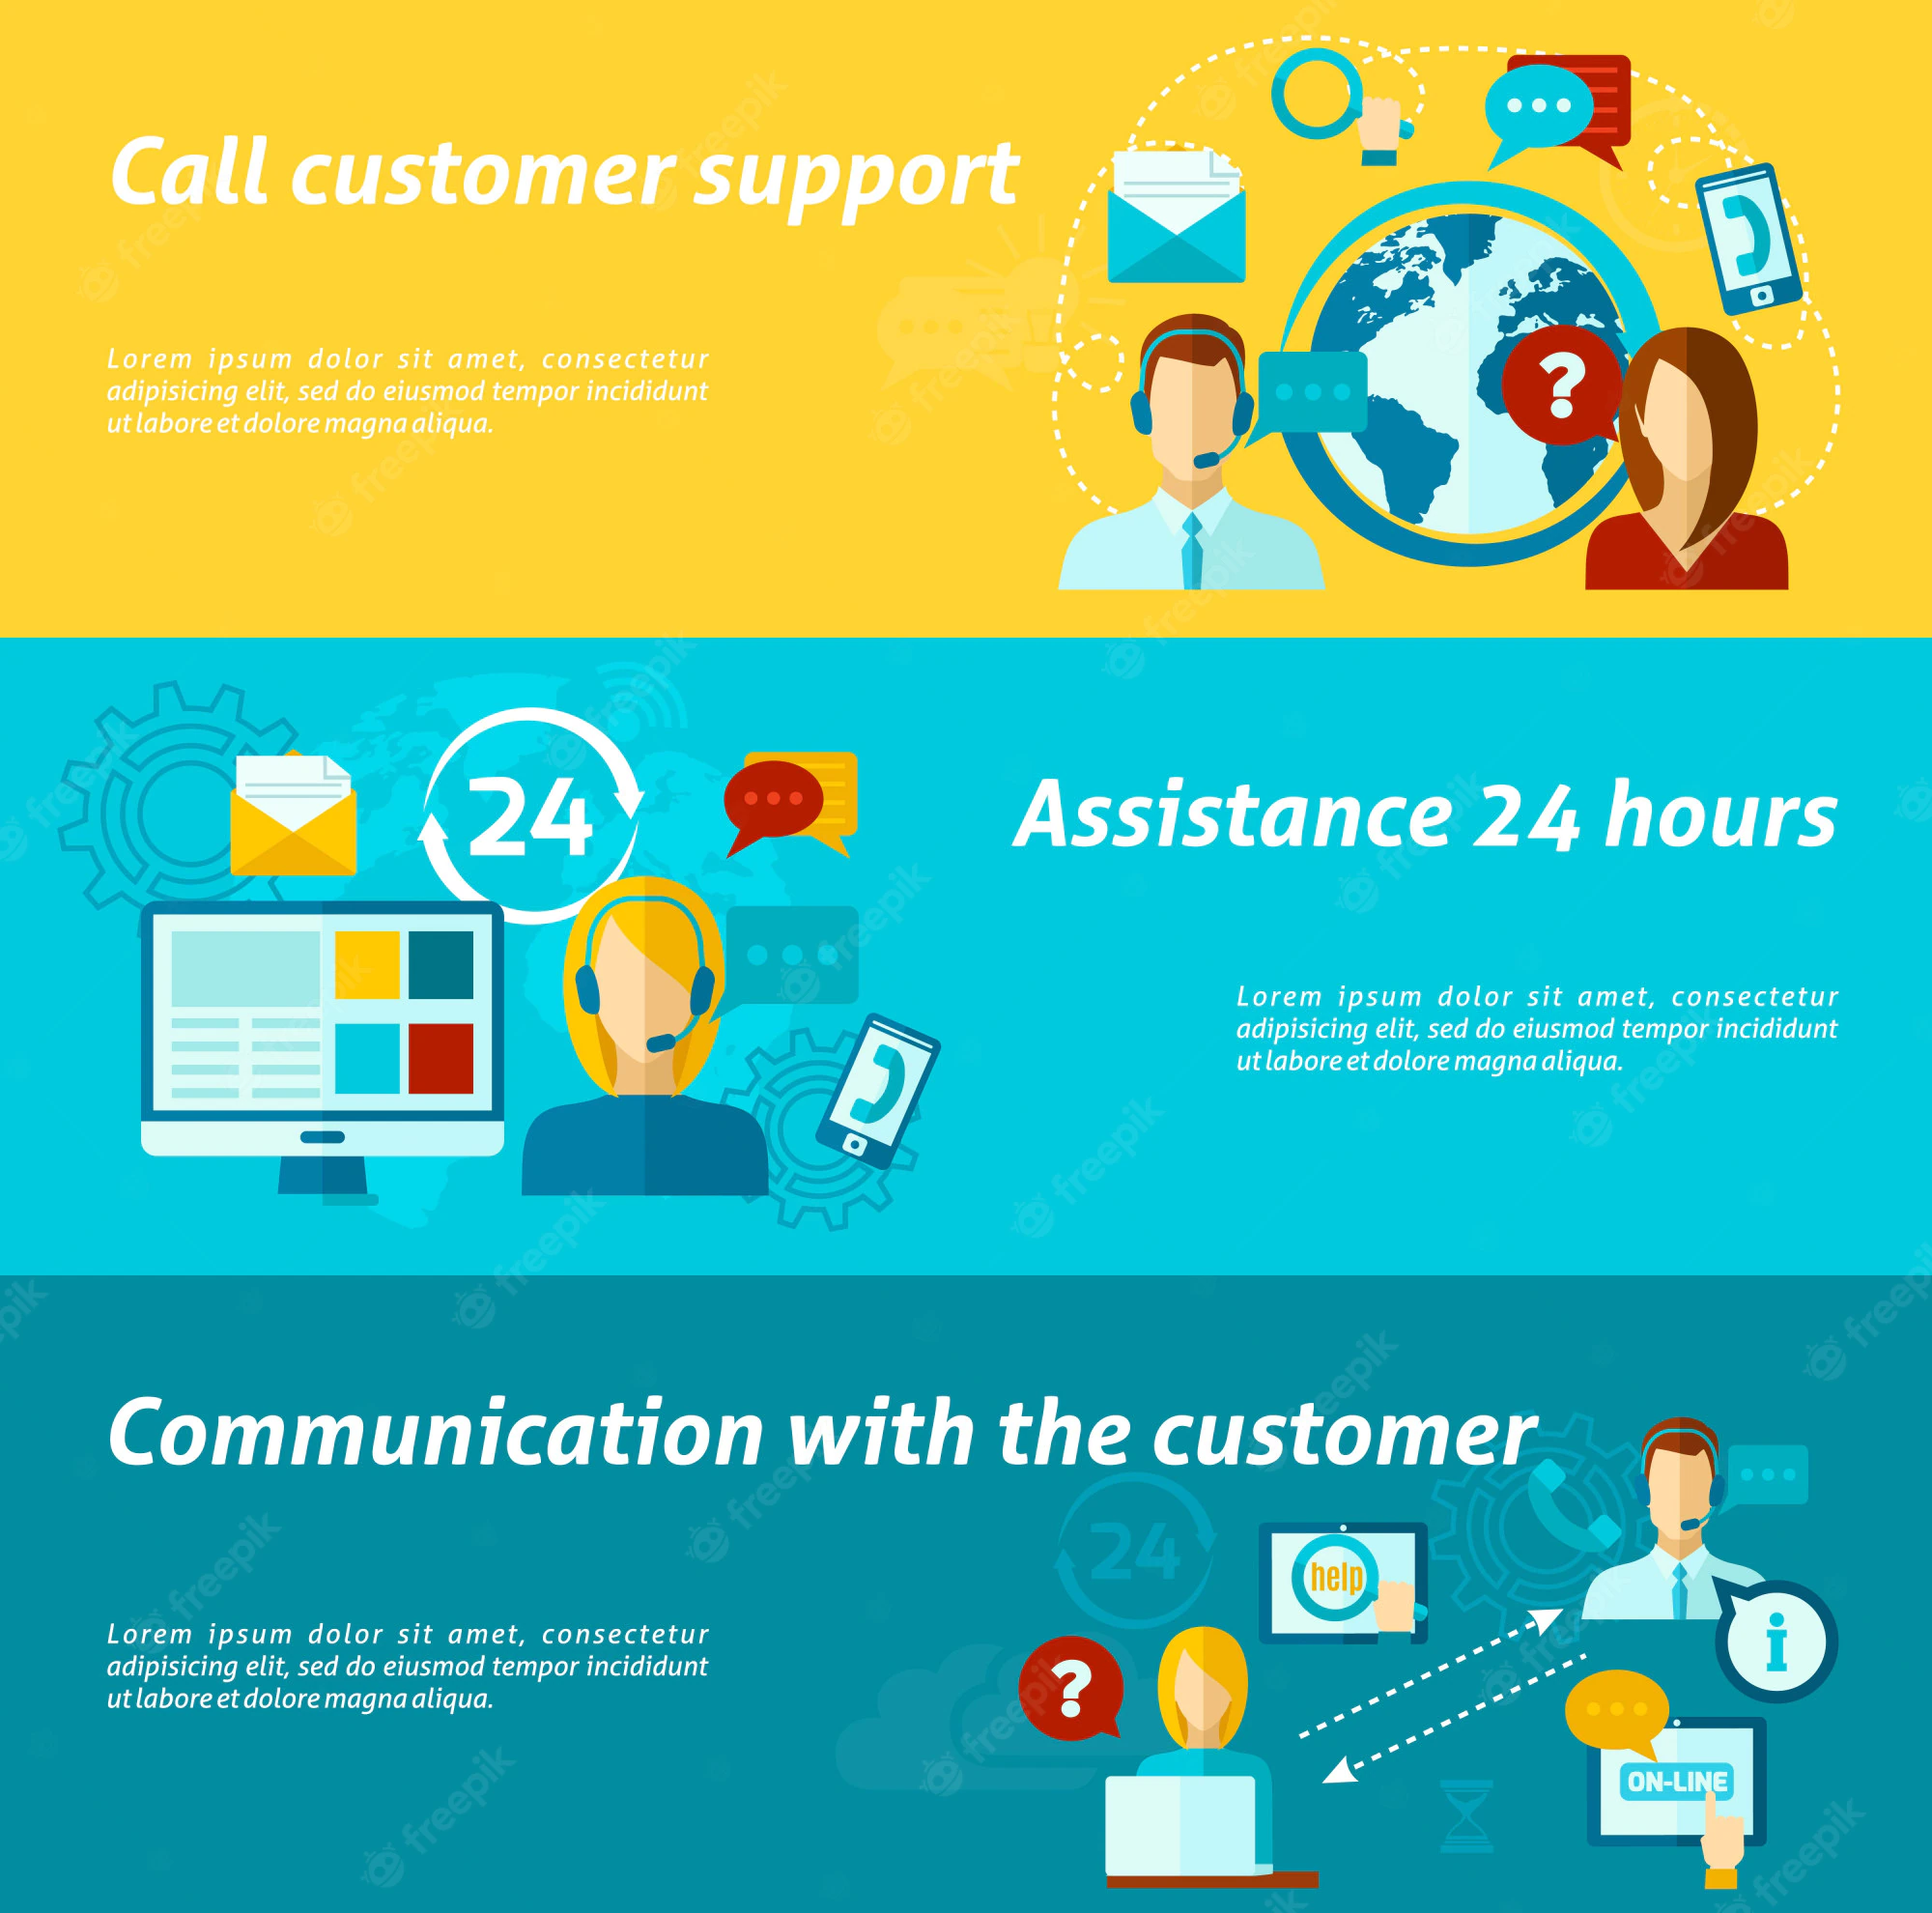 Call customer support
Lorem ipsum dolor sit amet, consectetur
adipisicing elit, sed do eiusmod tempor incididunt
ut labore et dolore magna aliqua.
24
Assistance 24 hours
Lorem ipsum dolor sit amet, consectetur
adipisicing elit, sed do eiusmod tempor incididunt
ut labore et dolore magna aliqua.
Communication with the customer
24
help
Lorem ipsum dolor sit amet, consectetur
adipisicing elit, sed do eiusmod tempor incididunt
ut labore et dolore magna aliqua.
?
?
i
ON-LINE
freepik